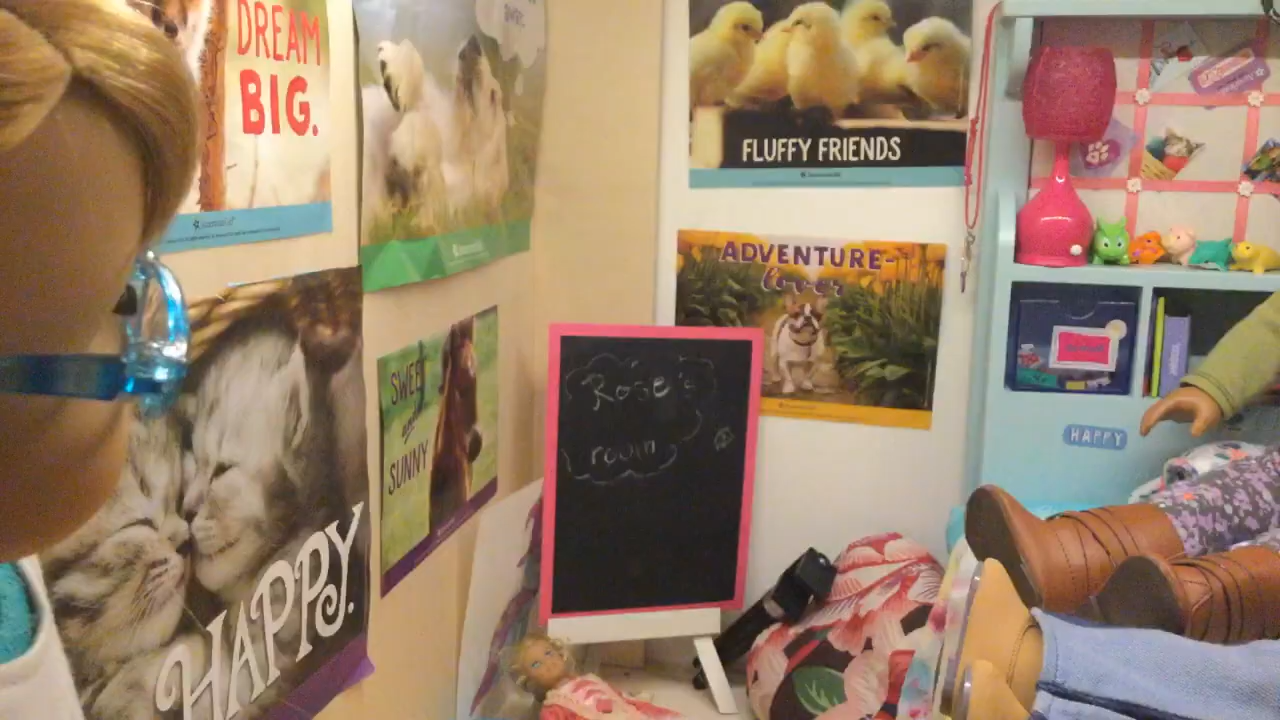 DREAM
BIG.
FLUFFY FRIENDS
ADVENTURE-
lover
SWEET
and
SUNNY
Rose's
room
HAPPY.
HAPPY